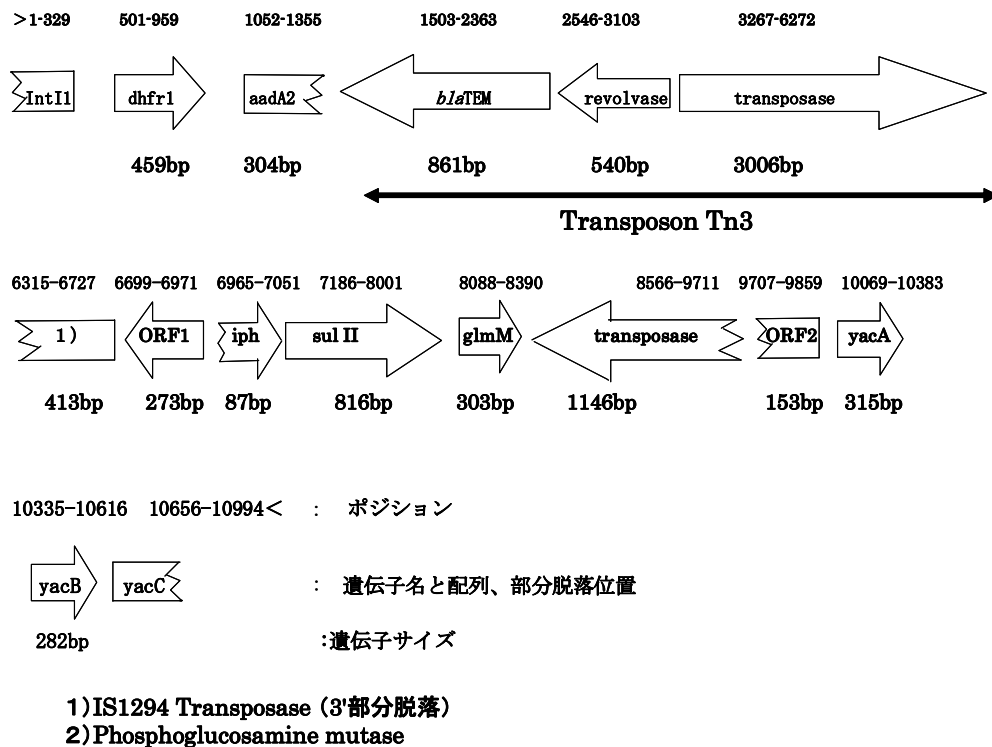 >1-329 501-959 1052-1355 1503-2363 2546-3103 3267-6272
IntI1 dhfr1 aadA2 blaTEM revolvase transposase
459bp 304bp 861bp 540bp 3006bp
Transposon Tn3
6315-6727 6699-6971 6965-7051 7186-8001 8088-8390 8566-9711 9707-9859 10069-10383
1) ORF1 iph sul II glmM transposase ORF2 yacA
413bp 273bp 87bp 816bp 303bp 1146bp 153bp 315bp
10335-10616 10656-10994< : ポジション
yacB yacC : 遺伝子名と配列、部分脱落位置
282bp :遺伝子サイズ
1)IS1294 Transposase (3'部分脱落)
2)Phosphoglucosamine mutase